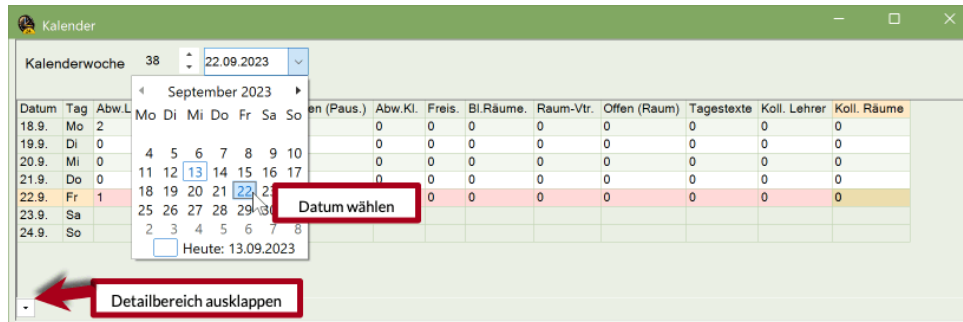 Kalender
Kalenderwoche 38 22.09.2023
September 2023
Datum Tag Abw.L en (Paus.) Abw.Kl. Freis. Bl.Räume. Raum-Vtr. Offen (Raum) Tagestexte Koll. Lehrer Koll. Räume
Mo Di Mi Do Fr Sa So
18.9. Mo 2 0 0 0 0 0 0 0 0
19.9. Di 0 0 0 0 0 0 0 0 0
4 5 6 7 8 9 10
20.9. Mi 0 0 0 0 0 0 0 0 0
11 12 13 14 15 16 17
21.9. Do 0 0 0 0 0 0 0 0 0
18 19 20 21 22 23
22.9. Fr 1 0 0 0 0 0 0 0
Datum wählen
25 26 27 28 29 30
23.9. Sa
2 3 4 5 6 7 8
24.9. So
Heute: 13.09.2023
Detailbereich ausklappen